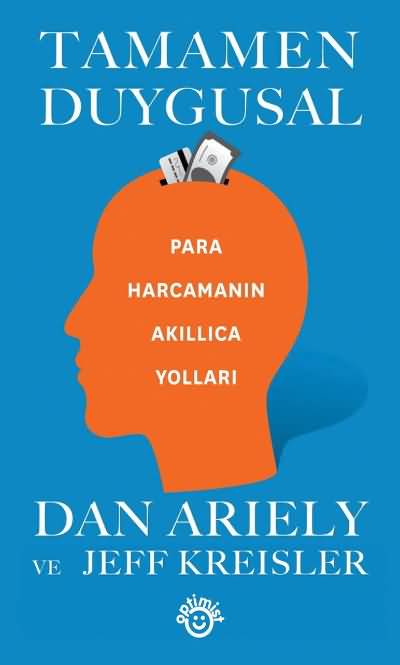 TAMAMEN
DUYGUSAL
PARA
HARCAMANIN
AKILLICA
YOLLARI
DAN ARIELY
VE JEFF KREISLER
optimist